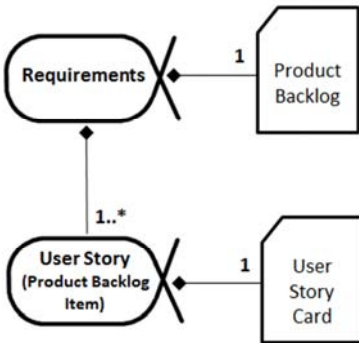 Requirements
1
Product
Backlog
1..*
User Story
(Product Backlog
Item)
1
User
Story
Card